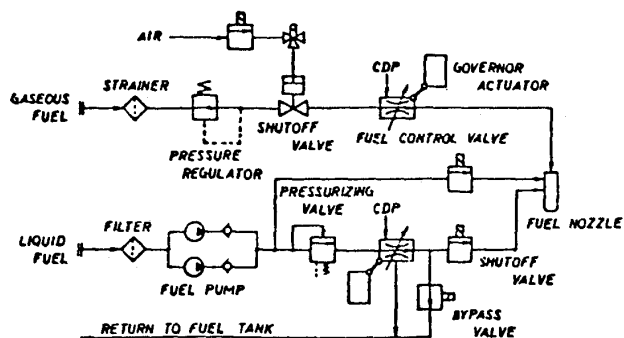 AIR
STRAINER
CDP
GOVERNOR
ACTUATOR
GASEOUS
FUEL
SHUTOFF
VALVE
FUEL CONTROL VALVE
PRESSURE
REGULATOR
PRESSURIZING
VALVE
FUEL NOZZLE
FILTER
CDP
LIQUID
FUEL
FUEL PUMP
SHUTOFF
VALVE
BYPASS
VALVE
RETURN TO FUEL TANK